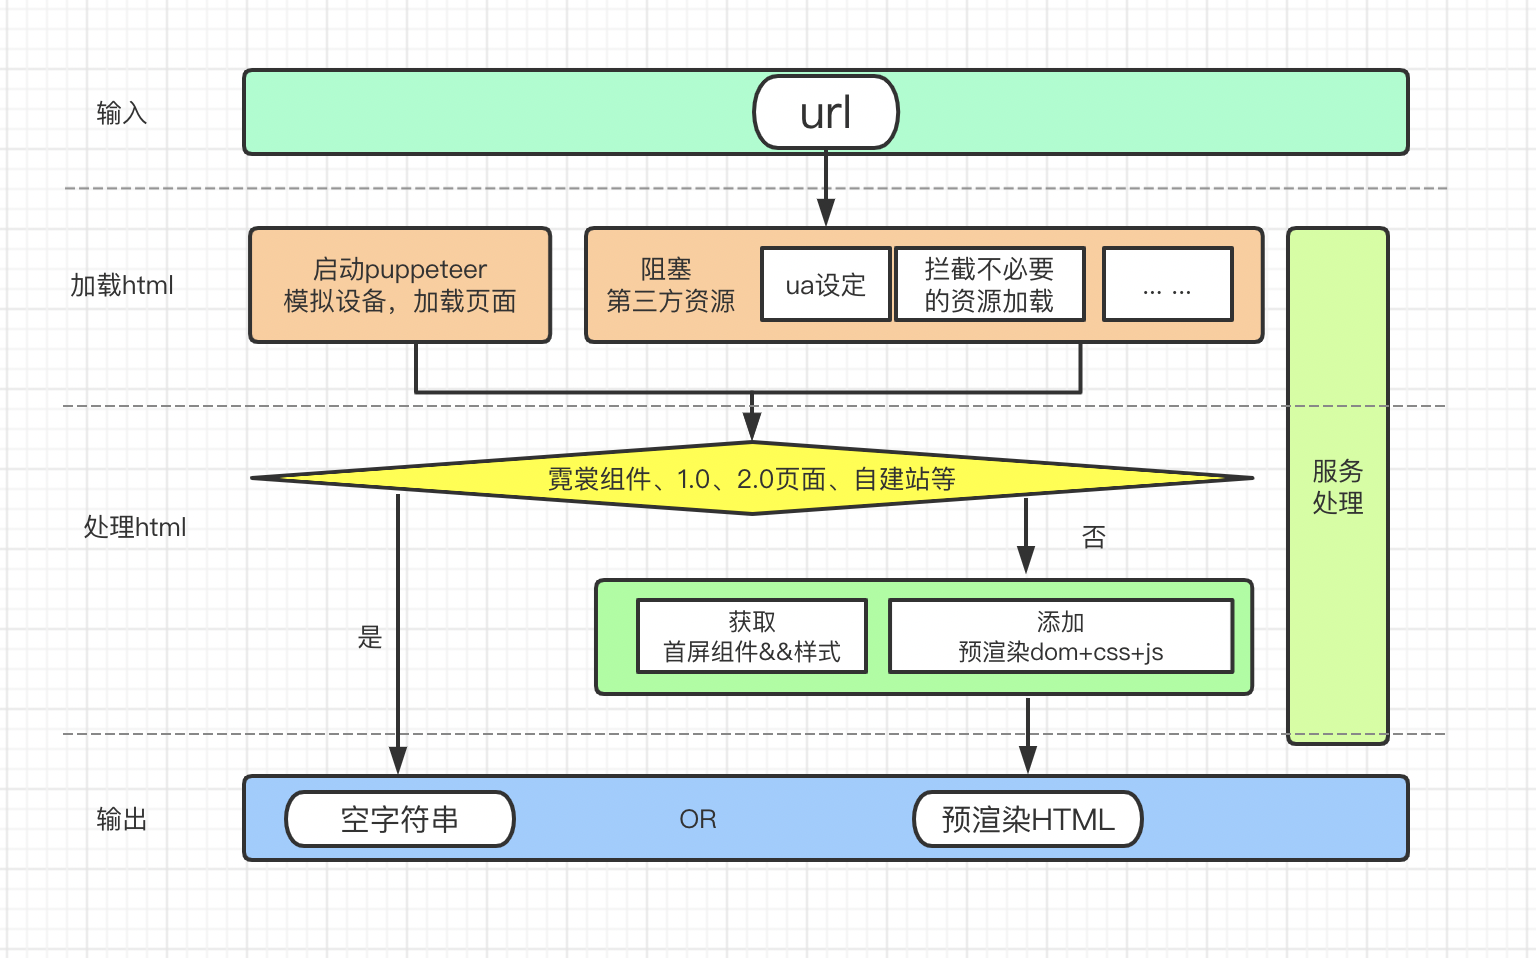 输入
url
加载html
启动puppeteer
模拟设备，加载页面
阻塞
第三方资源
ua设定
拦截不必要
的资源加载
... ...
服务
处理
处理html
霓裳组件、1.0、2.0页面、自建站等
是
否
获取
首屏组件&&样式
添加
预渲染dom+css+js
输出
空字符串
OR
预渲染HTML